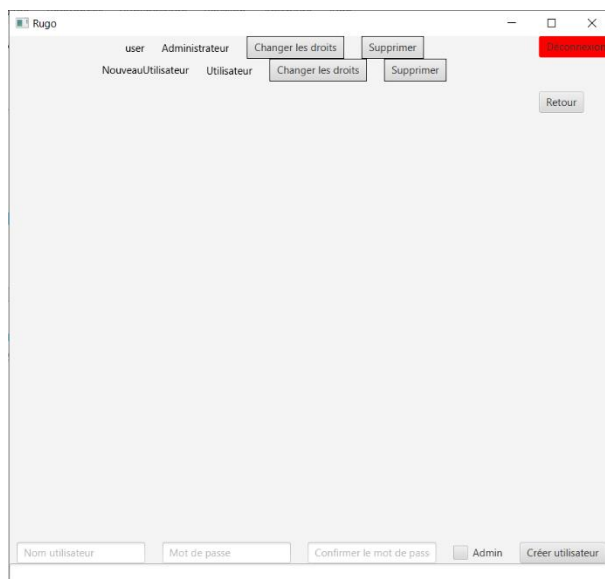 Rugo
user Administrateur Changer les droits Supprimer Déconnexion
NouveauUtilisateur Utilisateur Changer les droits Supprimer
Retour
Nom utilisateur Mot de passe Confirmer le mot de pass Admin Créer utilisateur